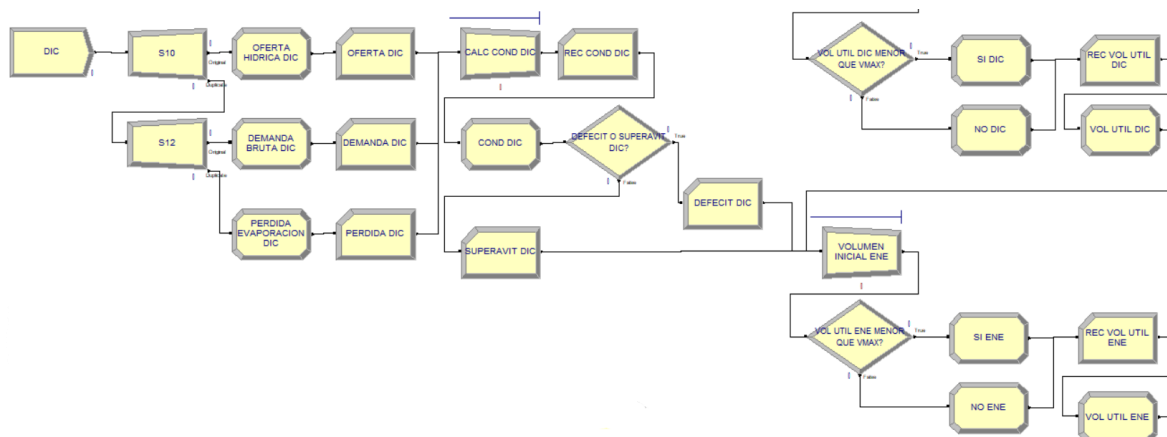 DIC
S10
Original
Duplicate
OFERTA
HIDRICA DIC
OFERTA DIC
CALC COND DIC
REC COND DIC
S12
Original
Duplicate
DEMANDA
BRUTA DIC
DEMANDA DIC
COND DIC
DEFECIT O SUPERAVIT
DIC?
True
False
PERDIDA
EVAPORACION
DIC
PERDIDA DIC
SUPERAVIT DIC
DEFECIT DIC
VOL UTIL DIC MENOR
QUE VMAX?
True
False
SI DIC
REC VOL UTIL
DIC
NO DIC
VOL UTIL DIC
VOLUMEN
INICIAL ENE
VOL UTIL ENE MENOR
QUE VMAX?
True
False
SI ENE
REC VOL UTIL
ENE
NO ENE
VOL UTIL ENE